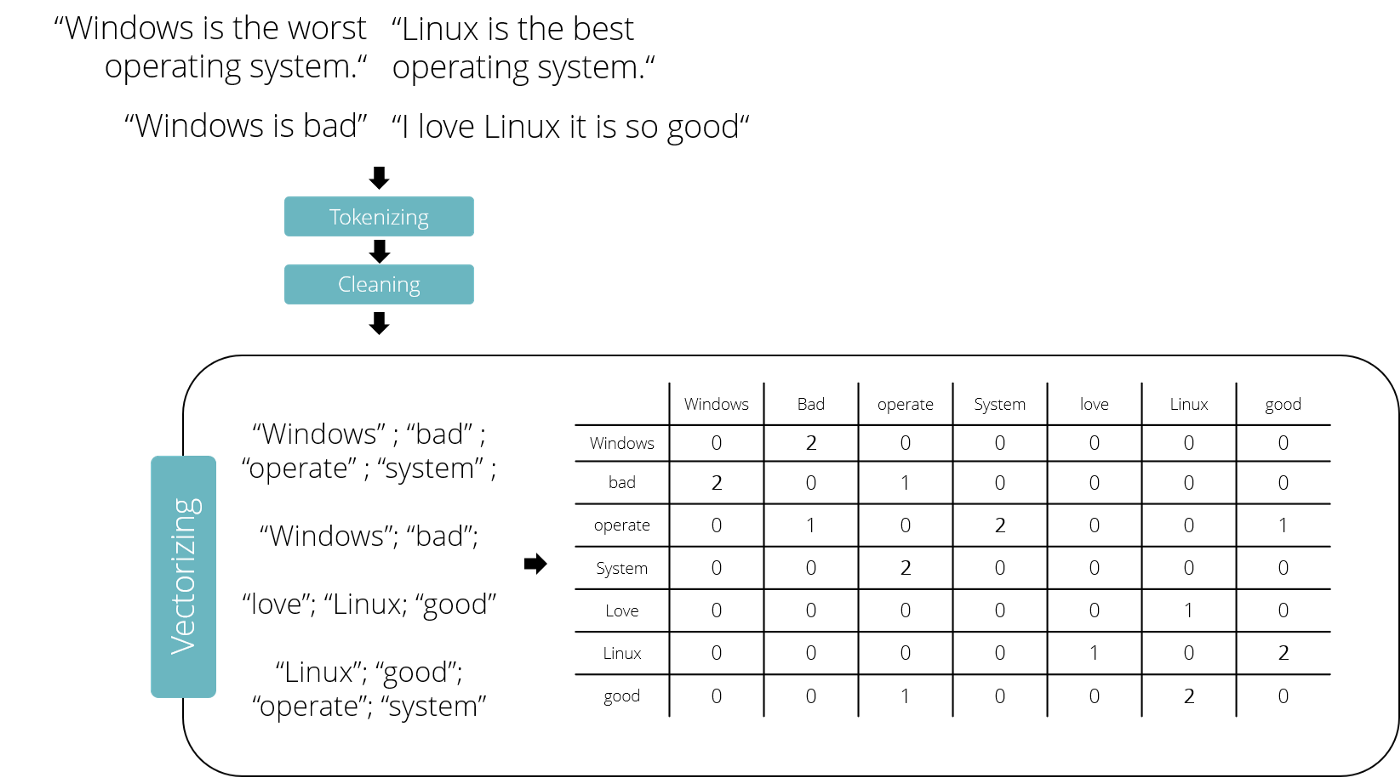 “Windows is the worst
operating system.“
“Linux is the best
operating system.“
“Windows is bad”
“I love Linux it is so good“
Tokenizing
Cleaning
Vectorizing
“Windows” ; “bad” ;
“operate” ; “system” ;
“Windows”; “bad”;
“love”; “Linux; “good”
“Linux”; “good”;
“operate”; “system”
Windows Bad operate System love Linux good
Windows 0 2 0 0 0 0 0
bad 2 0 1 0 0 0 0
operate 0 1 0 2 0 0 1
System 0 0 2 0 0 0 0
Love 0 0 0 0 0 1 0
Linux 0 0 0 0 1 0 2
good 0 0 1 0 0 2 0